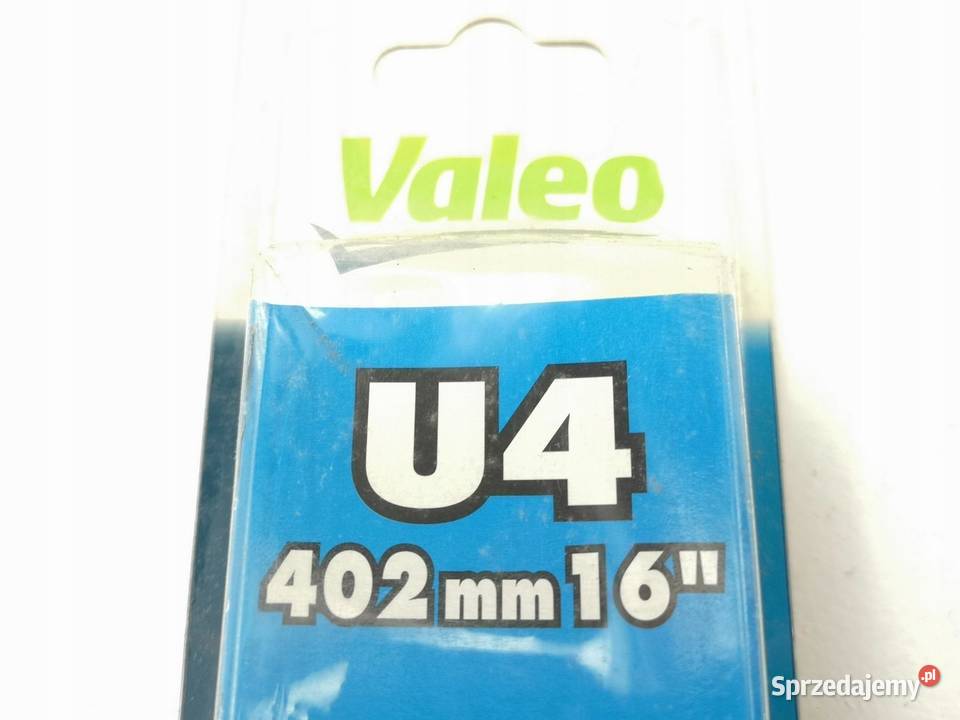 Valeo
U4
402 mm 16"
Sprzedajemy.pl